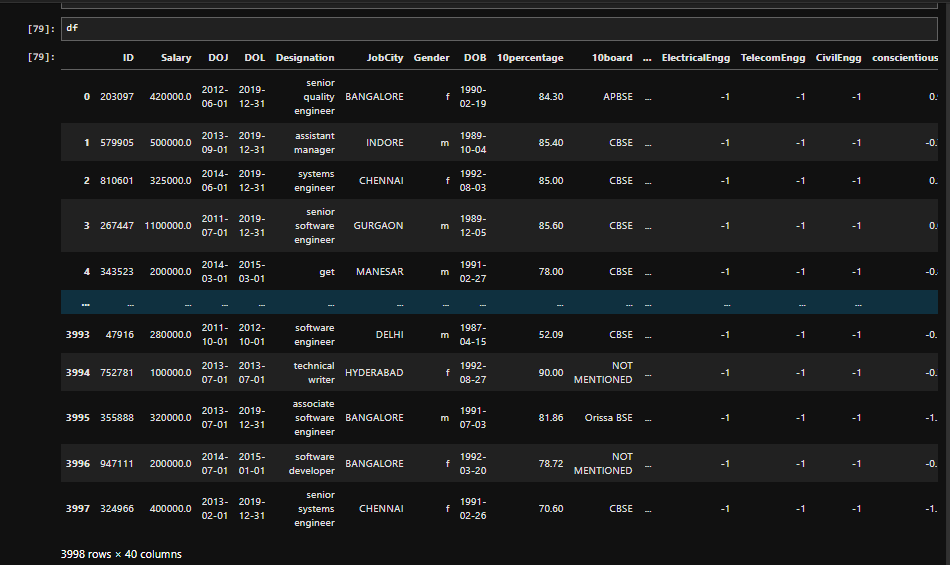 [79]: df
[79]: ID Salary DOJ DOL Designation JobCity Gender DOB 10percentage 10board ... ElectricalEngg TelecomEngg CivilEngg conscientious
0 203097 420000.0 2012-06-01 2019-12-31 senior quality engineer BANGALORE f 1990-02-19 84.30 APBSE ... -1 -1 -1 0.
1 579905 500000.0 2013-09-01 2019-12-31 assistant manager INDORE m 1989-10-04 85.40 CBSE ... -1 -1 -1 -0.
2 810601 325000.0 2014-06-01 2019-12-31 systems engineer CHENNAI f 1992-08-03 85.00 CBSE ... -1 -1 -1 0.
3 267447 1100000.0 2011-07-01 2019-12-31 senior software engineer GURGAON m 1989-12-05 85.60 CBSE ... -1 -1 -1 0.
4 343523 200000.0 2014-03-01 2015-03-01 get MANESAR m 1991-02-27 78.00 CBSE ... -1 -1 -1 -0.
... ... ... ... ... ... ... ... ... ... ... ... ... ... ...
3993 47916 280000.0 2011-10-01 2012-10-01 software engineer DELHI m 1987-04-15 52.09 CBSE ... -1 -1 -1 -0.
3994 752781 100000.0 2013-07-01 2013-07-01 technical writer HYDERABAD f 1992-08-27 90.00 NOT MENTIONED ... -1 -1 -1 -0.
3995 355888 320000.0 2013-07-01 2019-12-31 associate software engineer BANGALORE m 1991-07-03 81.86 Orissa BSE ... -1 -1 -1 -1.
3996 947111 200000.0 2014-07-01 2015-01-01 software developer BANGALORE f 1992-03-20 78.72 NOT MENTIONED ... -1 -1 -1 -0.
3997 324966 400000.0 2013-02-01 2019-12-31 senior systems engineer CHENNAI f 1991-02-26 70.60 CBSE ... -1 -1 -1 -1.
3998 rows × 40 columns